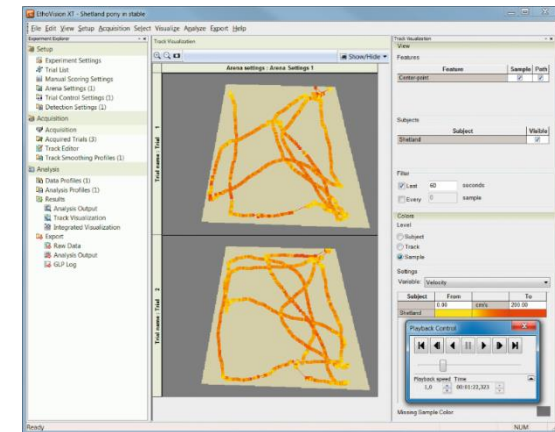 EthoVision XT - Shetland pony in stable
File Edit View Setup Acquisition Select Visualize Analyze Export Help
Experiment Explorer
Setup
Experiment Settings
Trial List
Manual Scoring Settings
Arena Settings (1)
Trial Control Settings (1)
Detection Settings (1)
Acquisition
Acquisition
Acquired Trials (3)
Track Editor
Track Smoothing Profiles (1)
Analysis
Data Profiles (1)
Analysis Profiles (1)
Results
Analysis Output
Track Visualization
Integrated Visualization
Export
Raw Data
Analysis Output
GLP Log
Track Visualization
Show/Hide
Arena settings : Arena Settings 1
Trial name : Trial 1
Trial name : Trial 2
Track Visualization
View
Features
Feature Sample Path
Center-point
Subjects
Subject Visible
Shetland
Filter
Last 60 seconds
Every 0 sample
Colors
Level
Subject
Track
Sample
Settings
Variable: Velocity
Subject From To
0.00 cm/s 200.00
Shetland
Playback Control
Playback speed Time
1,0 00:01:33,323
Missing Sample Color
Ready
NUM